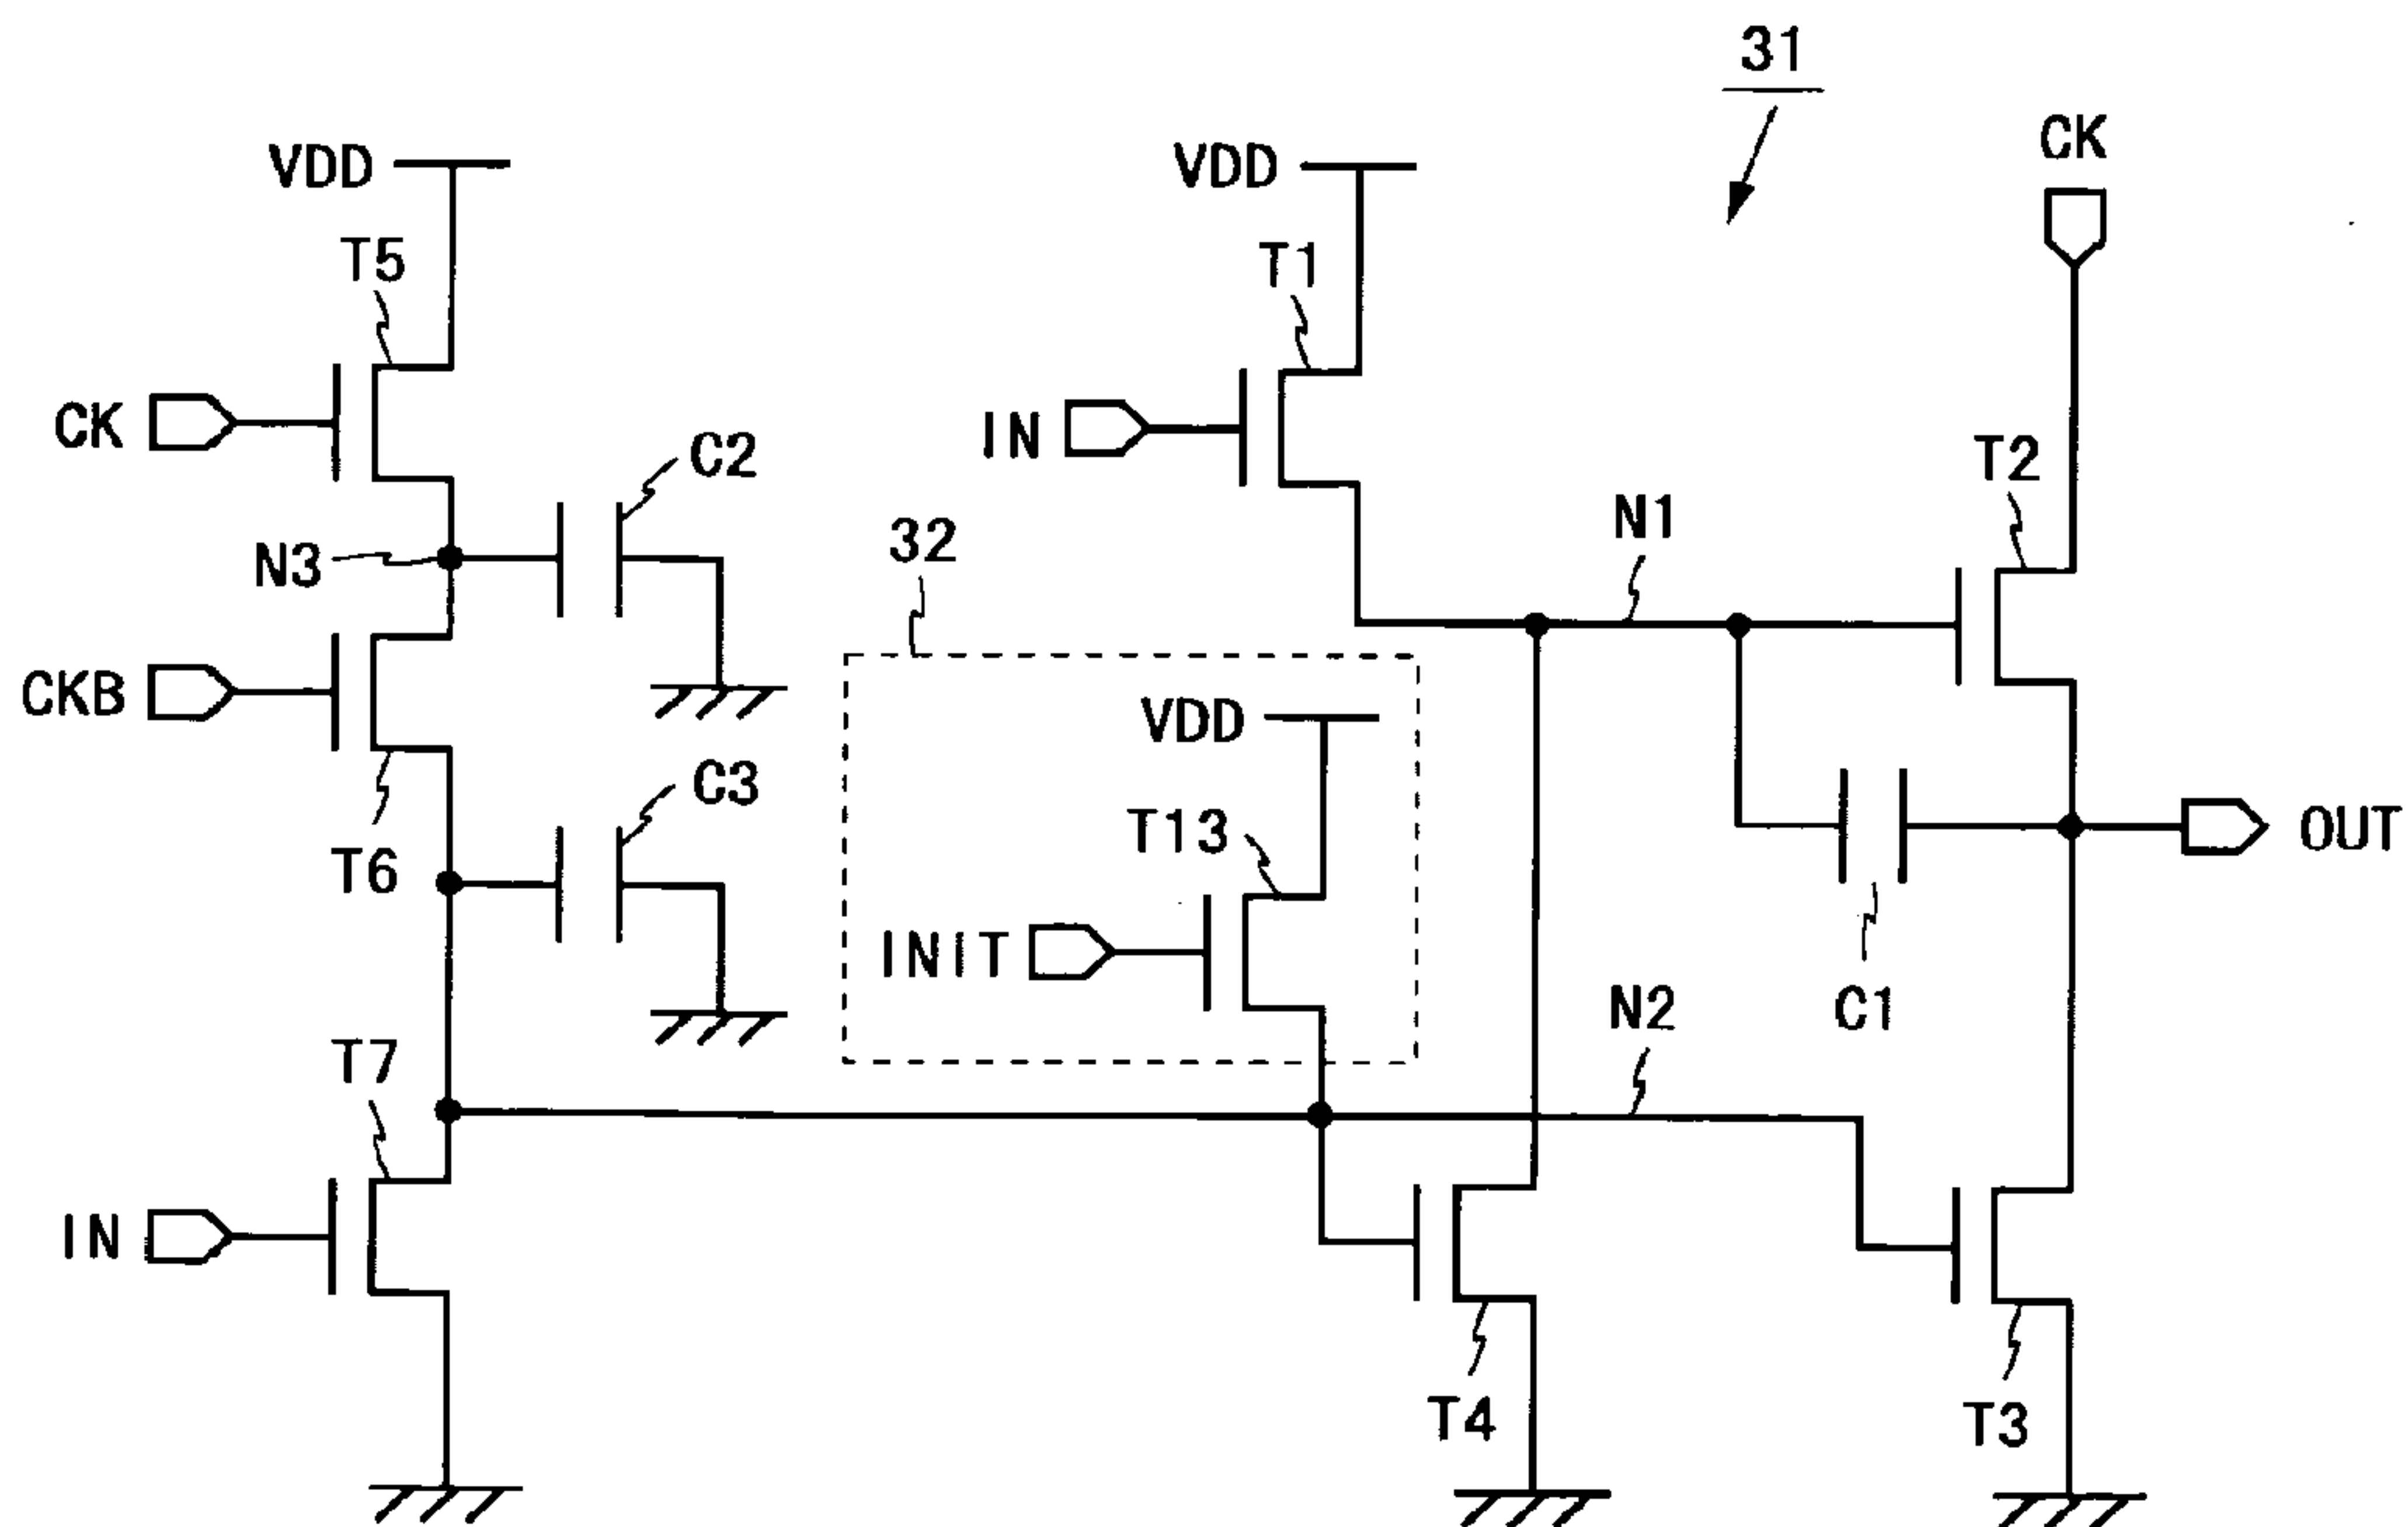 31
CK
VDD
VDD
T5
T1
CK
IN
C2
T2
N1
32
N3
CKB
VDD
C3
T13
OUT
T6
INIT
N2
C1
T7
IN
T4
T3